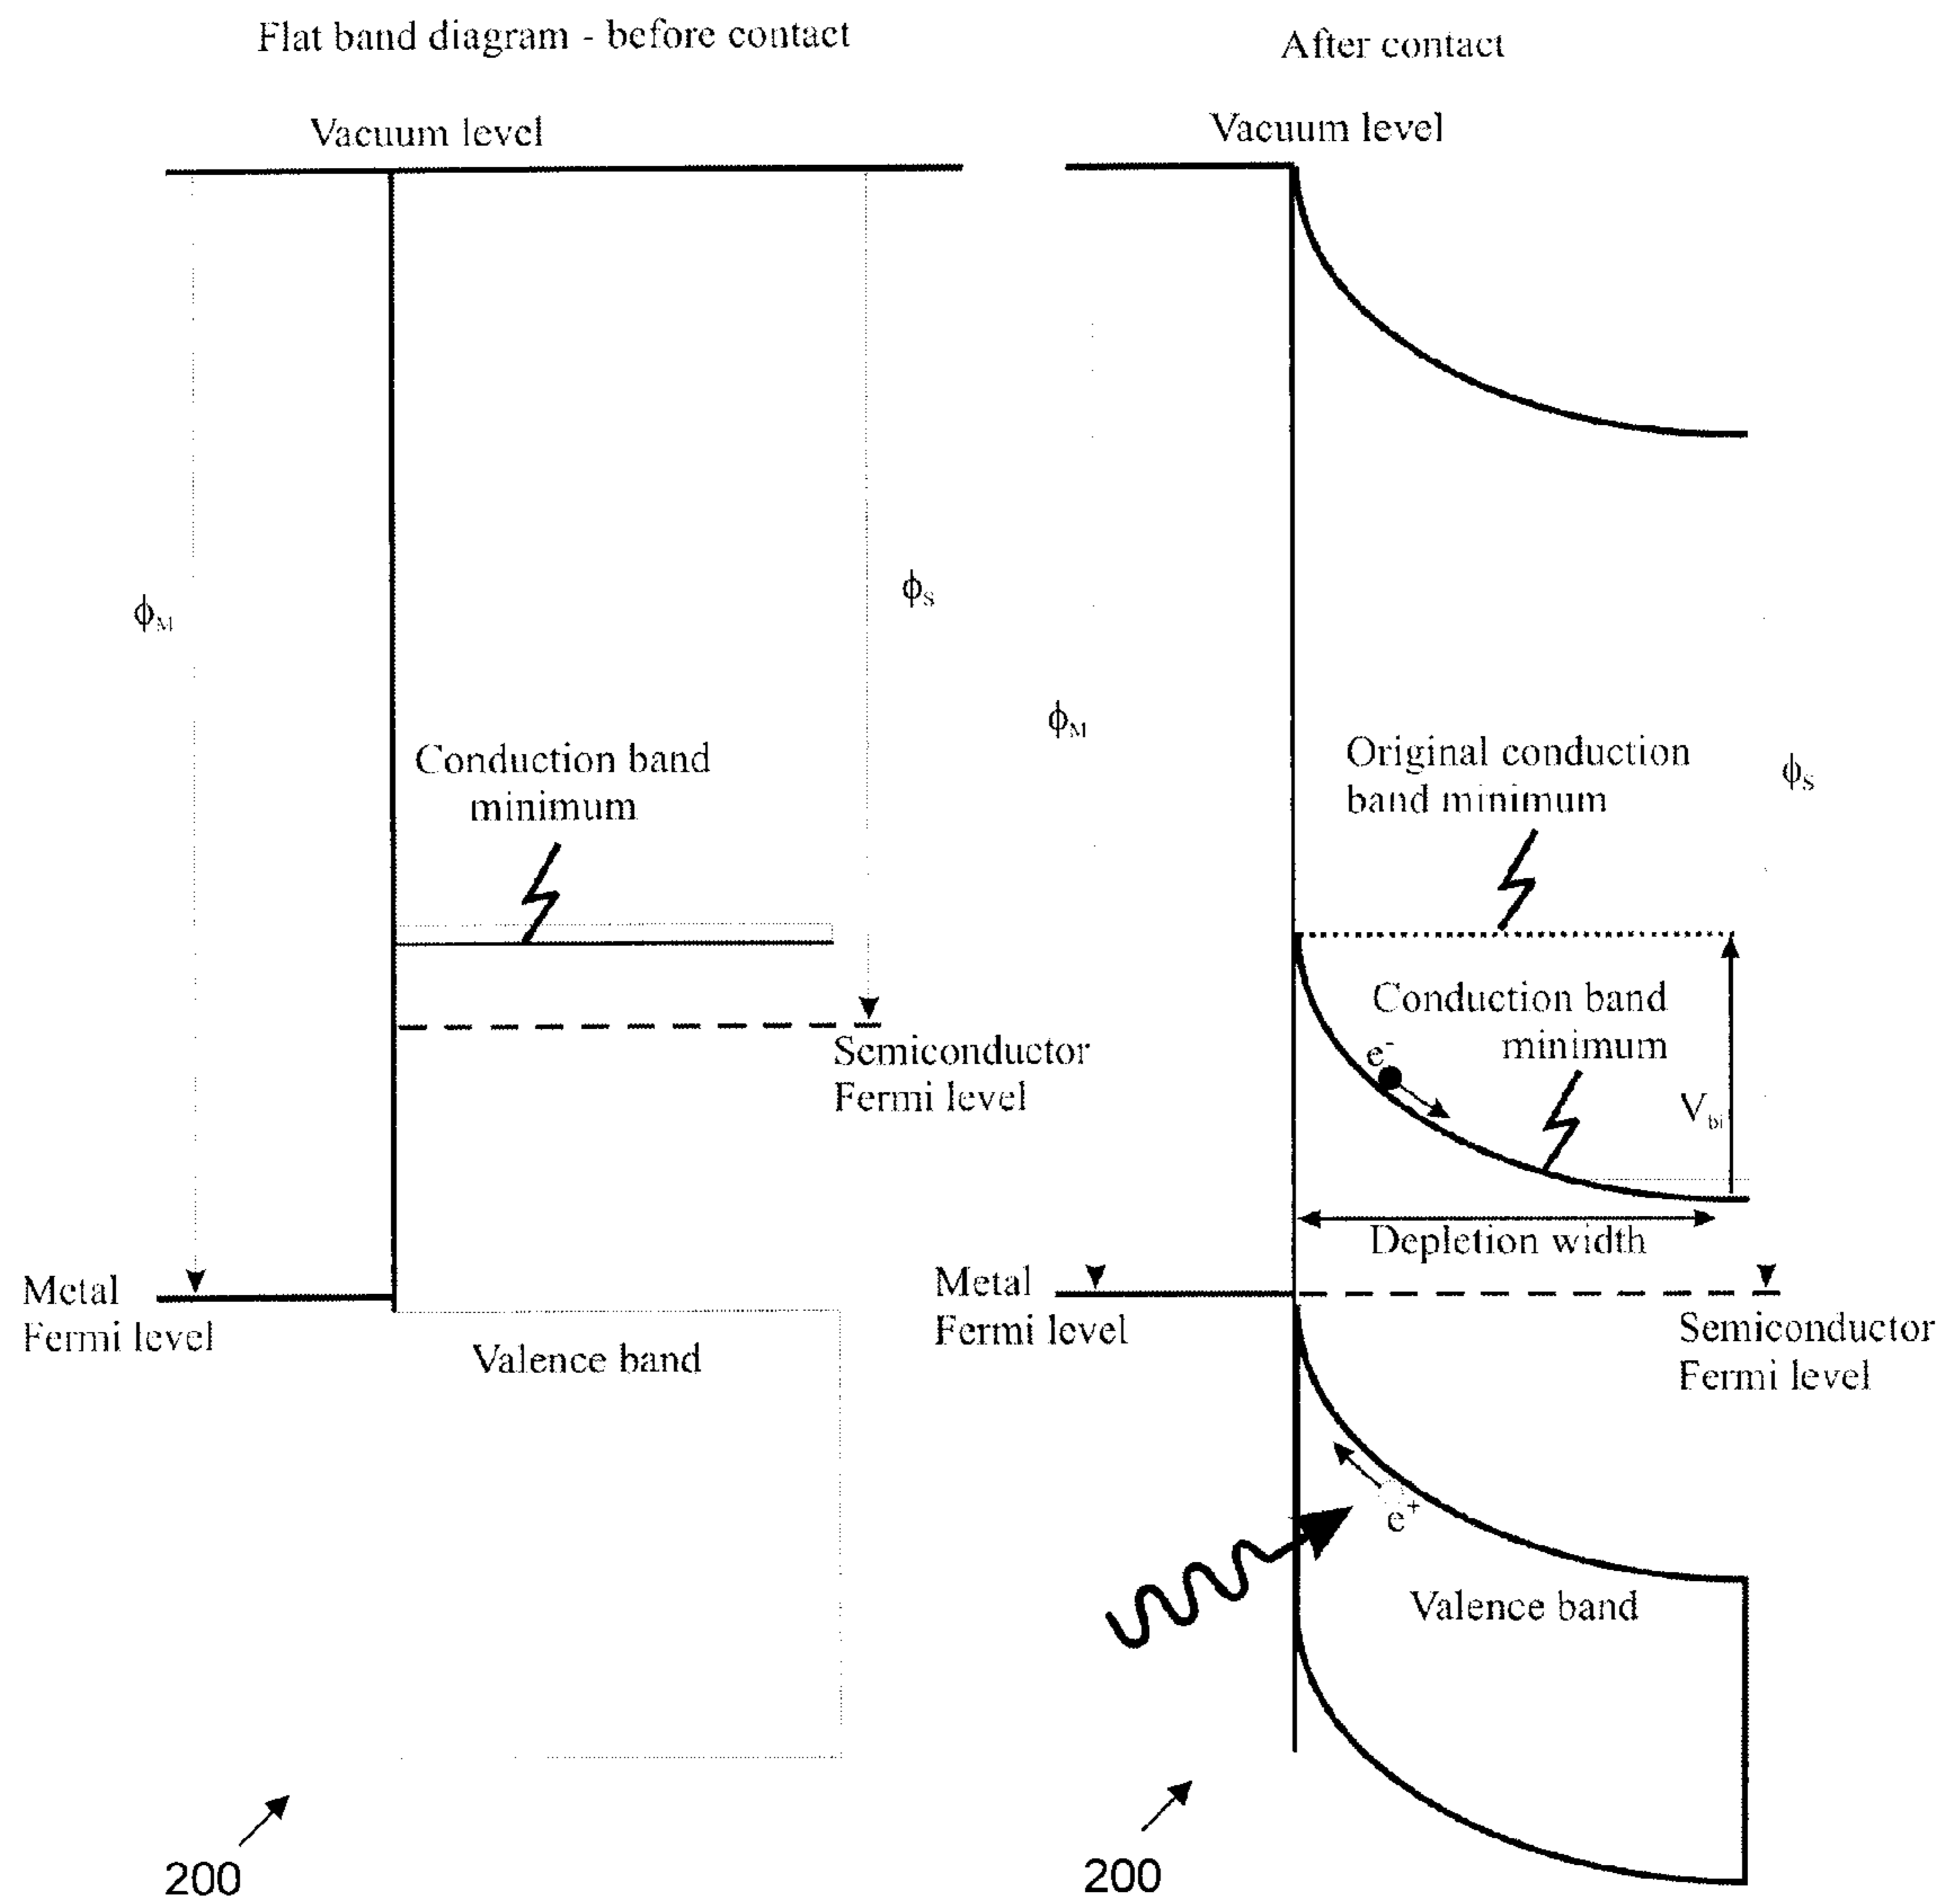 Flat band diagram - before contact
Vacuum level
ϕM
ϕS
Conduction band
minimum
Semiconductor
Fermi level
Metal
Fermi level
Valence band
200
After contact
Vacuum level
ϕM
Original conduction
band minimum
ϕS
Conduction band
minimum
e-
Vbi
Depletion width
Metal
Fermi level
Semiconductor
Fermi level
e+
Valence band
200